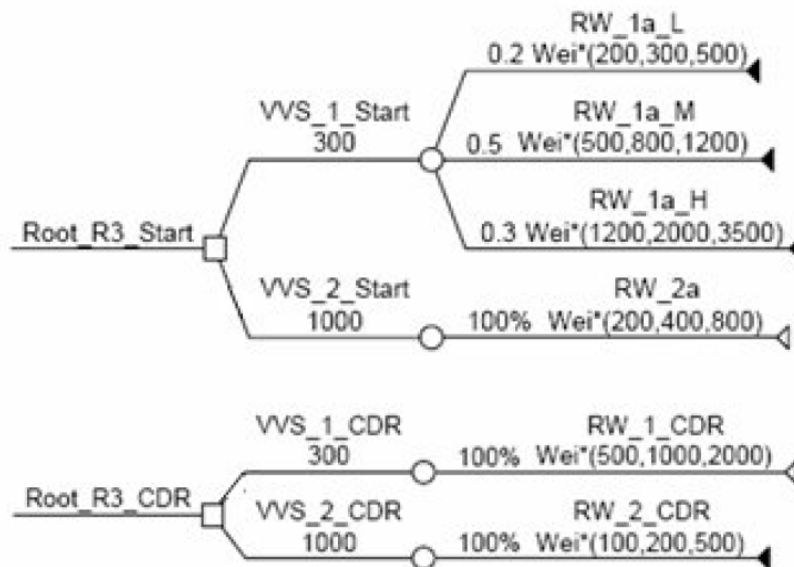 RW_1a_L
0.2 Wei*(200,300,500)
VVS_1_Start
300
RW_1a_M
0.5 Wei*(500,800,1200)
RW_1a_H
0.3 Wei*(1200,2000,3500)
Root_R3_Start
VVS_2_Start
1000
RW_2a
100% Wei*(200,400,800)
VVS_1_CDR
300
RW_1_CDR
100% Wei*(500,1000,2000)
Root_R3_CDR
VVS_2_CDR
1000
RW_2_CDR
100% Wei*(100,200,500)